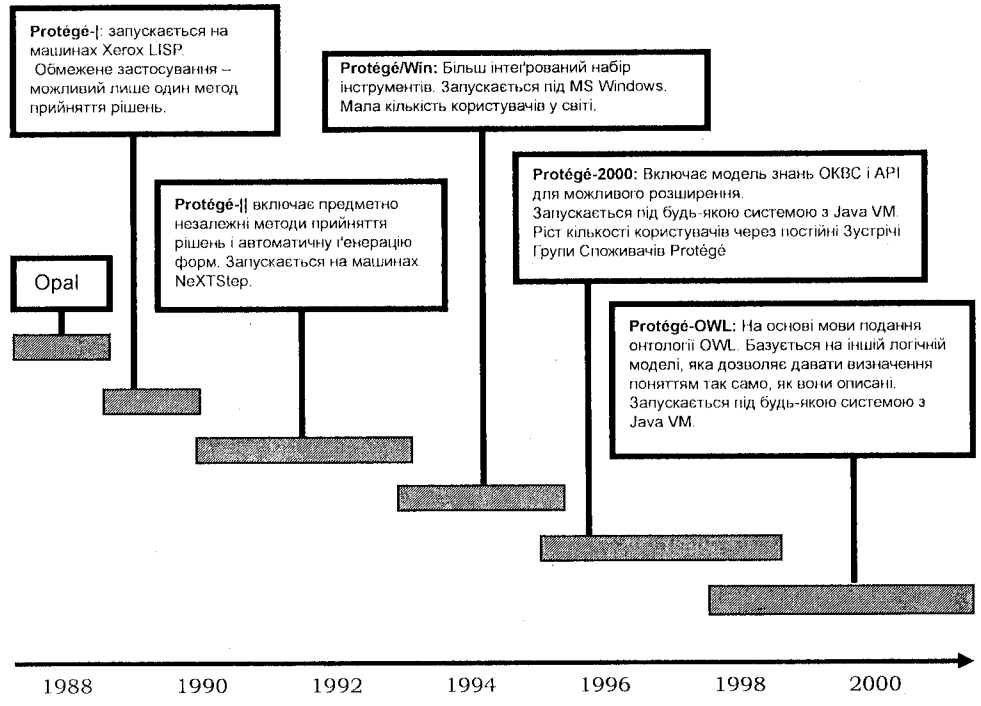 Protégé-|: запускається на
машинах Xerox LISP.
Обмежене застосування –
можливий лише один метод
прийняття рішень.
Protégé/Win: Більш інтеґрований набір
інструментів. Запускається під MS Windows.
Мала кількість користувачів у світі.
Protégé-2000: Включає модель знань ОКВС і АРІ
для можливого розширення.
Запускається під будь-якою системою з Java VM.
Ріст кількості користувачів через постійні Зустрічі
Групи Споживачів Protégé
Protégé-|| включає предметно
незалежні методи прийняття
рішень і автоматичну ґенерацію
форм. Запускається на машинах
NeXTStep.
Opal
Protégé-OWL: На основі мови подання
онтології OWL. Базується на іншій логічній
моделі, яка дозволяє давати визначення
поняттям так само, як вони описані.
Запускається під будь-якою системою з
Java VM.
1988 1990 1992 1994 1996 1998 2000